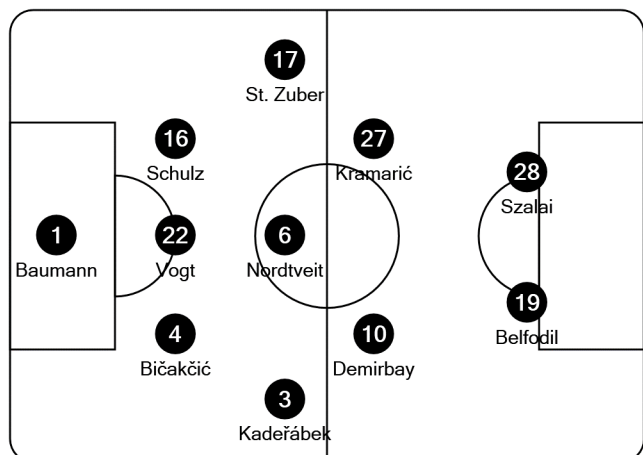 17
St. Zuber
16
Schulz
27
Kramarić
28
Szalai
1
Baumann
22
Vogt
6
Nordtveit
19
Belfodil
4
Bičakčić
10
Demirbay
3
Kadeřábek